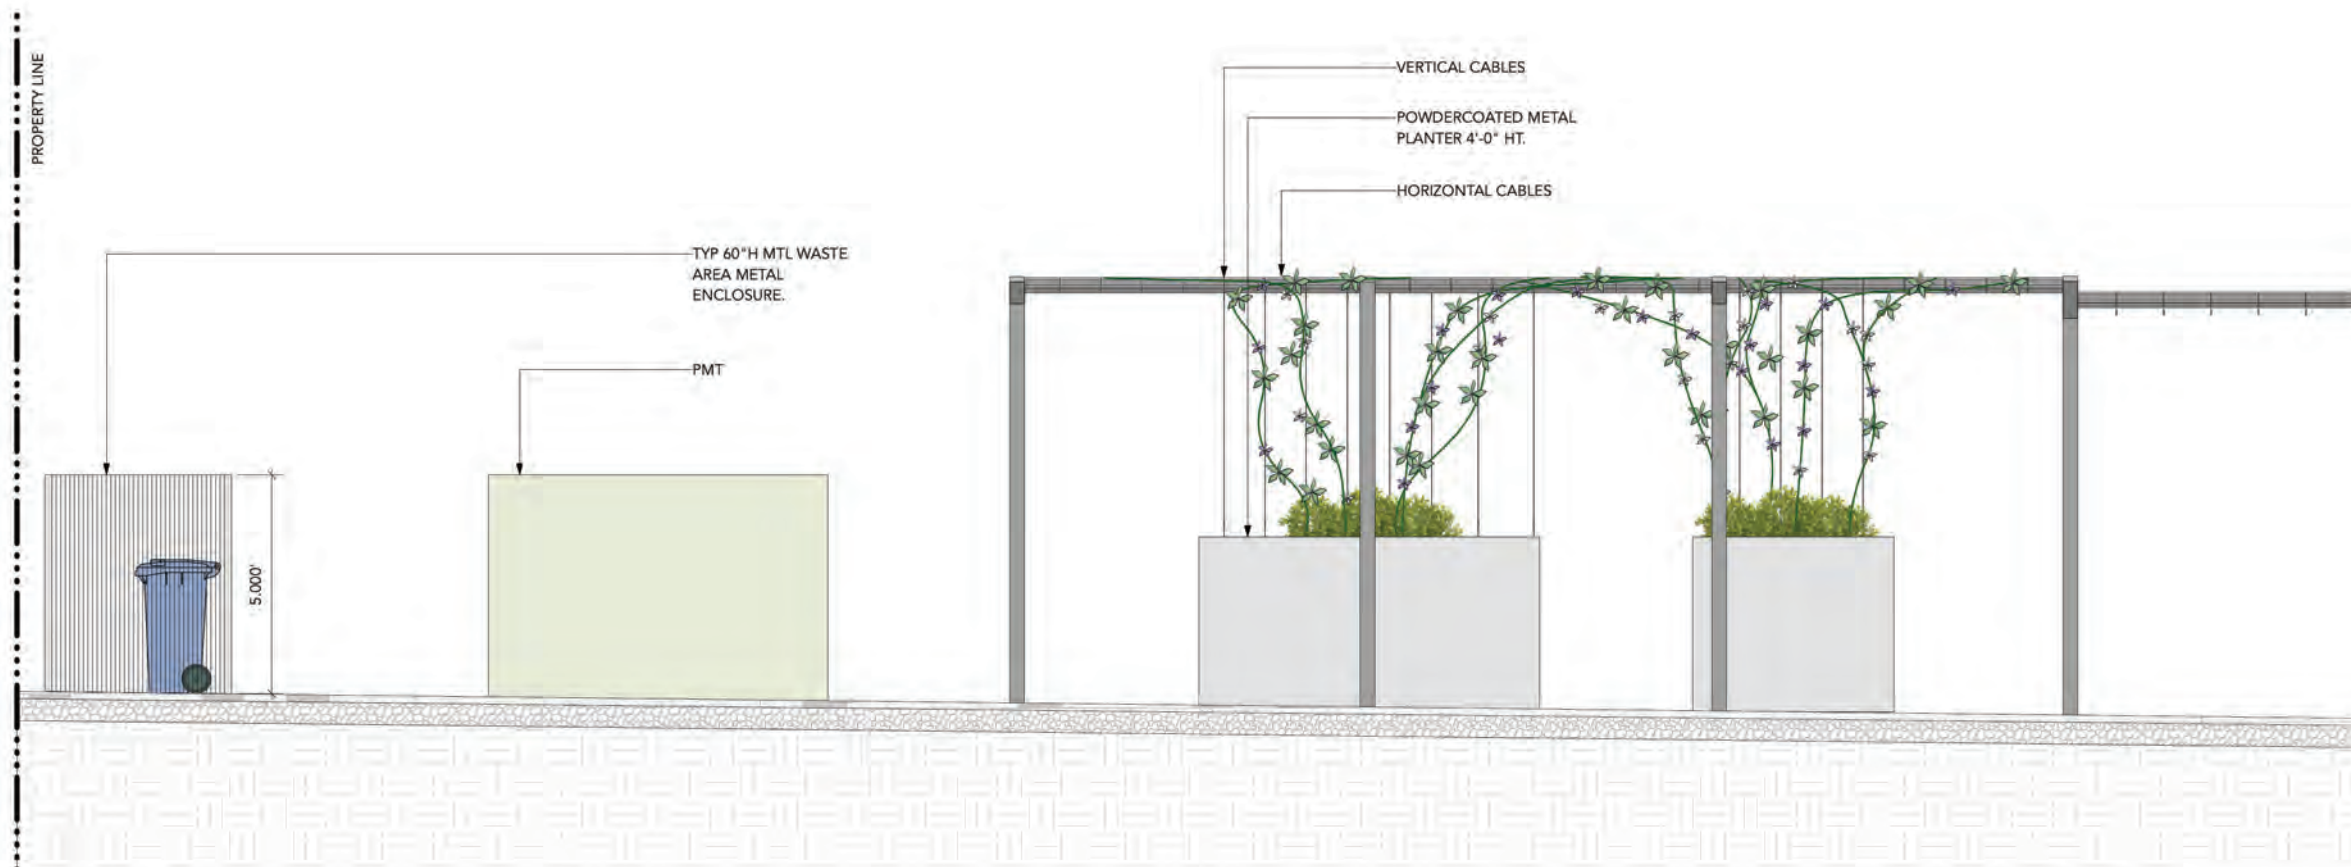 PROPERTY LINE
VERTICAL CABLES
POWDERCOATED METAL
PLANTER 4'-0" HT.
HORIZONTAL CABLES
TYP 60"H MTL WASTE
AREA METAL
ENCLOSURE.
PMT
5.000'